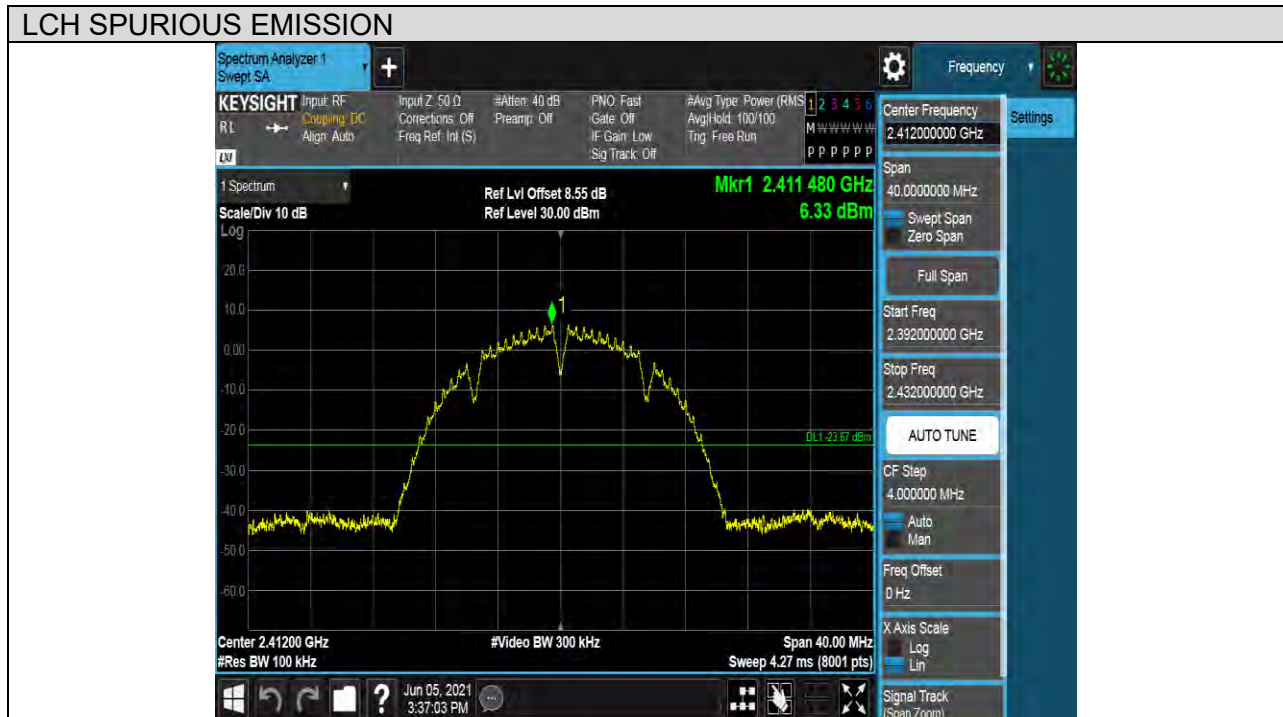 LCH SPURIOUS EMISSION
Spectrum Analyzer 1
Swept SA
+
Frequency
KEYSIGHT
RL
LXI
Input: RF
Coupling: DC
Align: Auto
Input Z: 50 Ω
Corrections: Off
Freq Ref: Int (S)
#Atten: 40 dB
Preamp: Off
PNO: Fast
Gate: Off
IF Gain: Low
Sig Track: Off
#Avg Type: Power (RMS
Avg|Hold: 100/100
Trig: Free Run
1 2 3 4 5 6
M W W W W W
P P P P P P
Center Frequency
2.412000000 GHz
Settings
Span
40.0000000 MHz
Swept Span
Zero Span
Full Span
Start Freq
2.392000000 GHz
Stop Freq
2.432000000 GHz
AUTO TUNE
CF Step
4.000000 MHz
Auto
Man
Freq Offset
0 Hz
X Axis Scale
Log
Lin
Signal Track
(Span Zoom)
1 Spectrum
Scale/Div 10 dB
Ref Lvl Offset 8.55 dB
Ref Level 30.00 dBm
Mkr1 2.411 480 GHz
6.33 dBm
Log
20.0
10.0
0.00
-10.0
-20.0
-30.0
-40.0
-50.0
-60.0
1
DL1 -23.67 dBm
Center 2.41200 GHz
#Res BW 100 kHz
#Video BW 300 kHz
Span 40.00 MHz
Sweep 4.27 ms (8001 pts)
?
Jun 05, 2021
3:37:03 PM